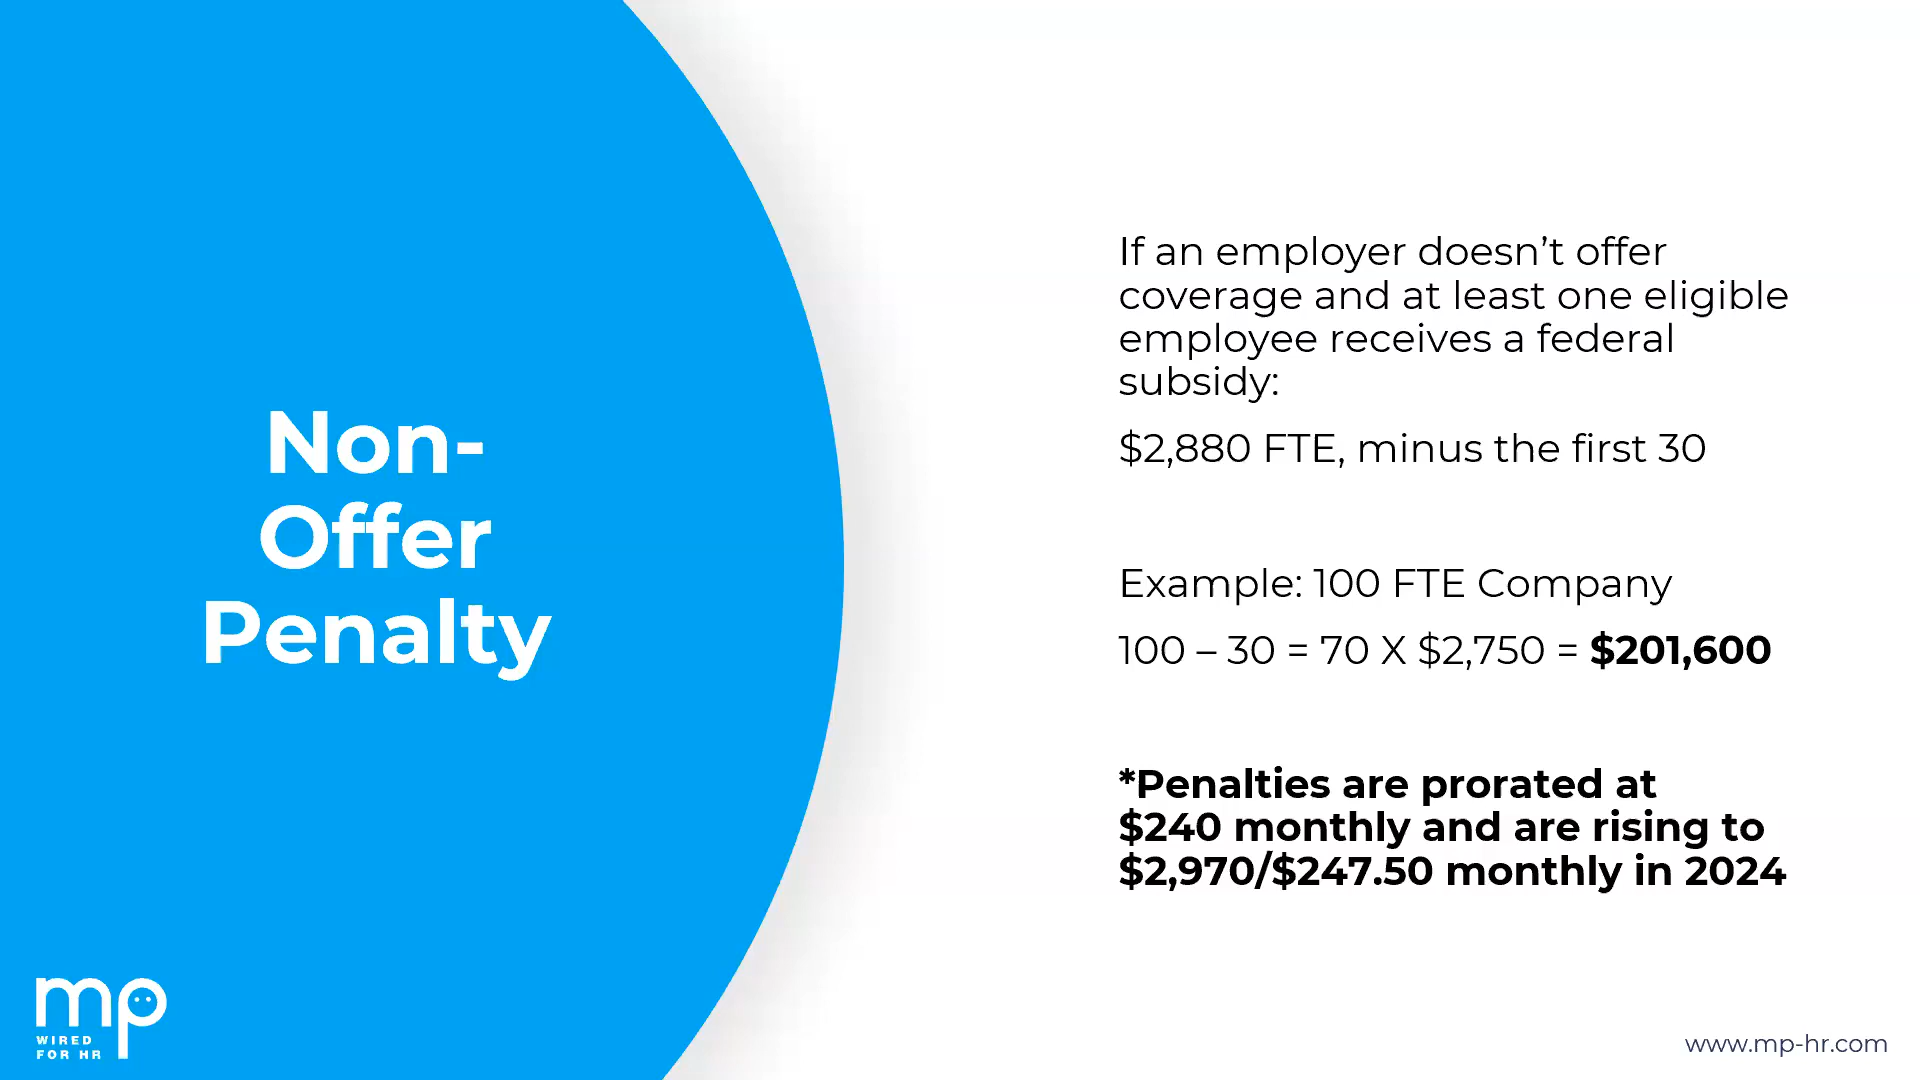 Non-
Offer
Penalty
If an employer doesn’t offer
coverage and at least one eligible
employee receives a federal
subsidy:
$2,880 FTE, minus the first 30
Example: 100 FTE Company
100 – 30 = 70 X $2,750 = $201,600
*Penalties are prorated at
$240 monthly and are rising to
$2,970/$247.50 monthly in 2024
mp
WIRED
FOR HR
www.mp-hr.com